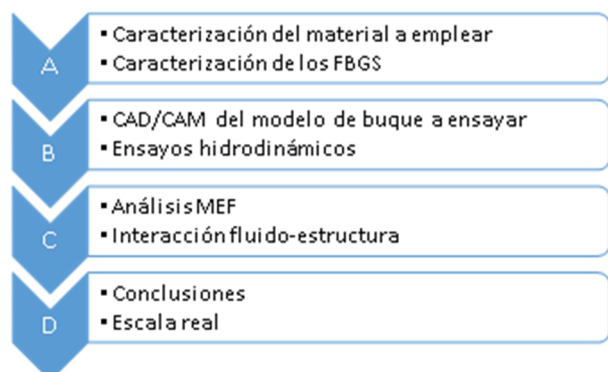 A
▪ Caracterización del material a emplear
▪ Caracterización de los FBGS
B
▪ CAD/CAM del modelo de buque a ensayar
▪ Ensayos hidrodinámicos
C
▪ Análisis MEF
▪ Interacción fluido-estructura
D
▪ Conclusiones
▪ Escala real